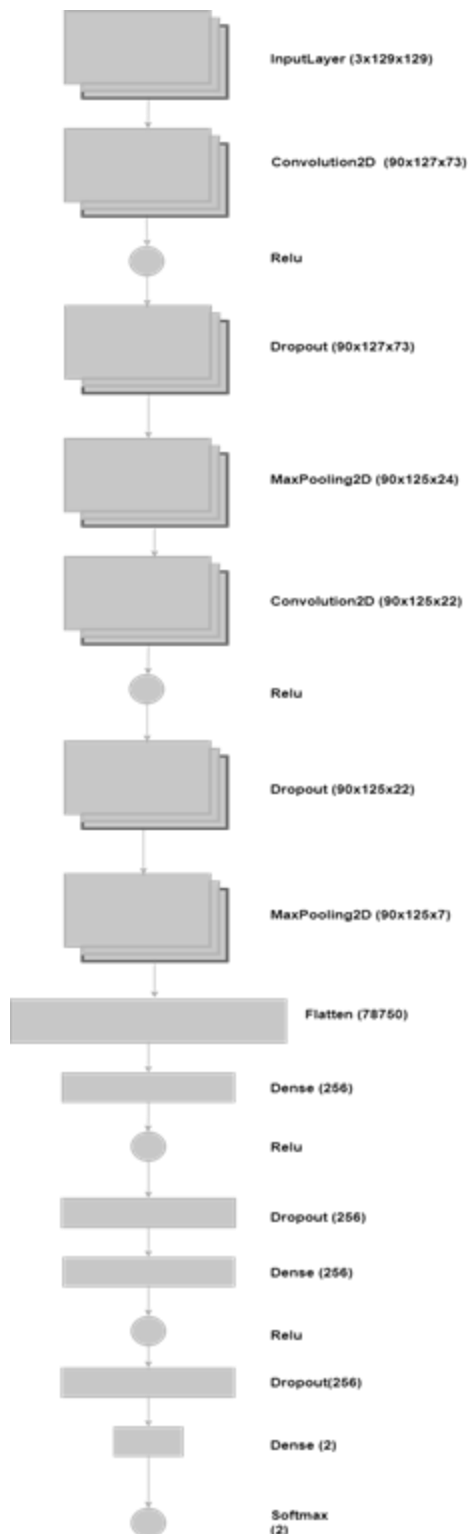 InputLayer (3x129x129)
Convolution2D (90x127x73)
Relu
Dropout (90x127x73)
MaxPooling2D (90x125x24)
Convolution2D (90x125x22)
Relu
Dropout (90x125x22)
MaxPooling2D (90x125x7)
Flatten (78750)
Dense (256)
Relu
Dropout (256)
Dense (256)
Relu
Dropout(256)
Dense (2)
Softmax
(2)